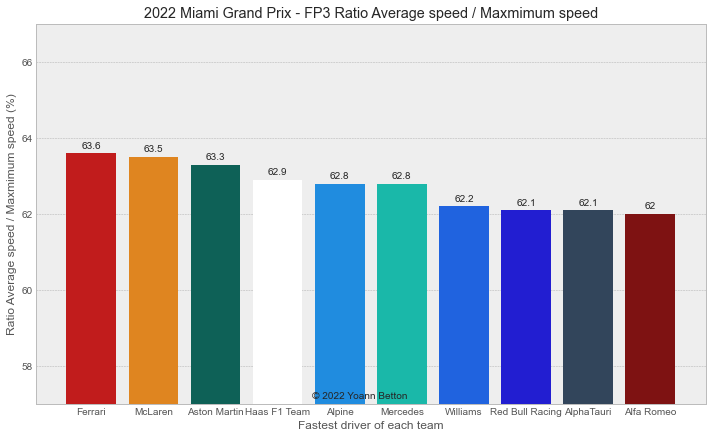 2022 Miami Grand Prix - FP3 Ratio Average speed / Maxmimum speed
Ratio Average speed / Maxmimum speed (%)
66
64
62
60
58
63.6
63.5
63.3
62.9
62.8
62.8
62.2
62.1
62.1
62
© 2022 Yoann Betton
Ferrari
McLaren
Aston Martin
Haas F1 Team
Alpine
Mercedes
Williams
Red Bull Racing
AlphaTauri
Alfa Romeo
Fastest driver of each team